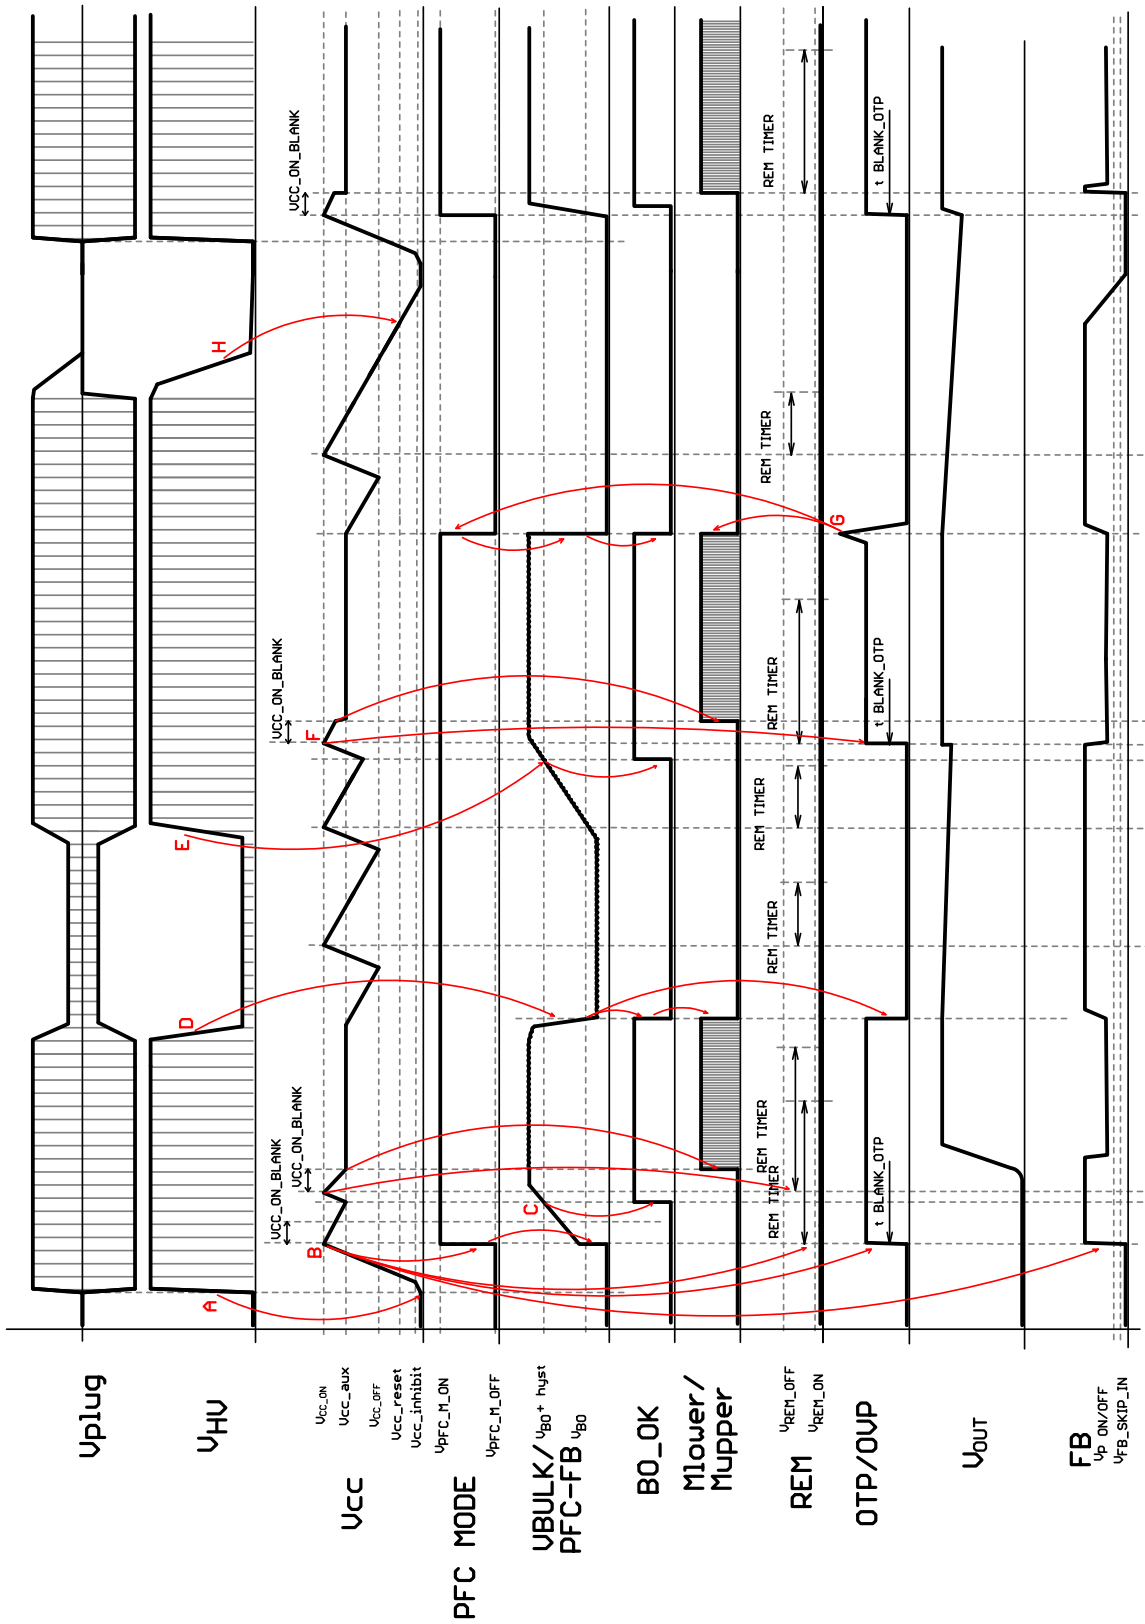 Vplug
VHV
Vcc
VCC_ON
Vcc_aux
VCC_OFF
Vcc_reset
Vcc_inhibit
PFC MODE
VPFC_M_ON
VPFC_M_OFF
VBULK/
PFC-FB
VBO+ hyst
VBO
BO_OK
Mlower/
Mupper
REM
VREM_OFF
VREM_ON
OTP/OVP
VOUT
FB
VP ON/OFF
VFB_SKIP_IN
A
B
C
D
E
F
G
H
VCC_ON_BLANK
VCC_ON_BLANK
VCC_ON_BLANK
VCC_ON_BLANK
REM TIMER
REM TIMER
REM TIMER
REM TIMER
REM TIMER
REM TIMER
REM TIMER
t BLANK_OTP
t BLANK_OTP
t BLANK_OTP